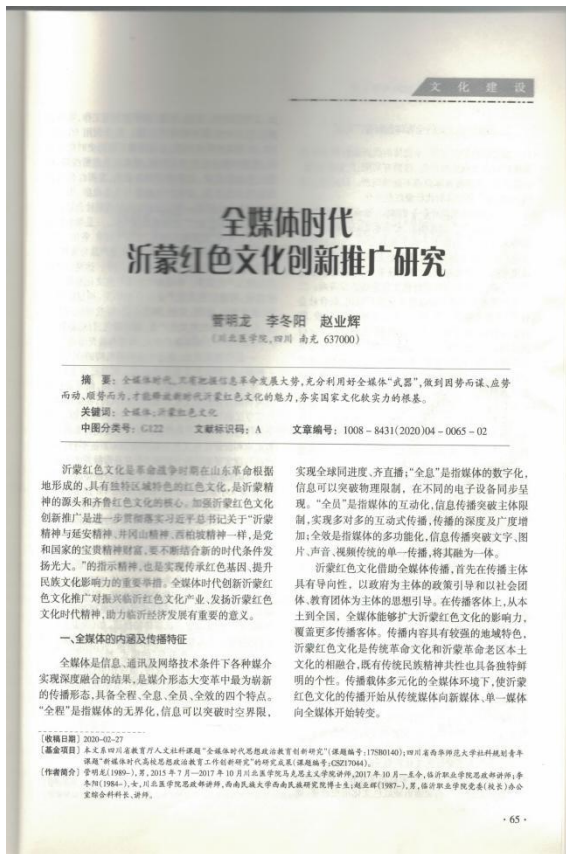 文化建设
全媒体时代
沂蒙红色文化创新推广研究
菅明龙 李冬阳 赵业辉
(川北医学院,四川 南充 637000)
摘 要：全媒体时代,只有把握信息革命发展大势,充分利用好全媒体“武器”,做到因势而谋、应势
而动、顺势而为,才能释放新时代沂蒙红色文化的魅力,夯实国家文化软实力的根基。
关键词：全媒体;沂蒙红色文化
中图分类号：G122 文献标识码：A 文章编号：1008-8431(2020)04-0065-02
沂蒙红色文化是革命战争时期在山东革命根据
地形成的、具有独特区域特色的红色文化,是沂蒙精
神的源头和齐鲁红色文化的核心。加强沂蒙红色文化
创新推广是进一步贯彻落实习近平总书记关于“沂蒙
精神与延安精神、井冈山精神、西柏坡精神一样,是党
和国家的宝贵精神财富,要不断结合新的时代条件发
扬光大。”的指示精神,也是实现传承红色基因、提升
民族文化影响力的重要举措。全媒体时代创新沂蒙红
色文化推广对振兴临沂红色文化产业、发扬沂蒙红色
文化时代精神,助力临沂经济发展有重要的意义。
一、全媒体的内涵及传播特征
全媒体是信息、通讯及网络技术条件下各种媒介
实现深度融合的结果,是媒介形态大变革中最为崭新
的传播形态,具备全程、全息、全员、全效的四个特点。
“全程”是指媒体的无界化,信息可以突破时空界限,
实现全球同进度、齐直播;“全息”是指媒体的数字化,
信息可以突破物理限制，在不同的电子设备同步呈
现。“全员”是指媒体的互动化,信息传播突破主体限
制,实现多对多的互动式传播,传播的深度及广度增
加;全效是指媒体的多功能化,信息传播突破文字、图
片、声音、视频传统的单一传播,将其融为一体。
沂蒙红色文化借助全媒体传播,首先在传播主体
具有导向性，以政府为主体的政策引导和以社会团
体、教育团体为主体的思想引导。在传播客体上,从本
土到全国，全媒体能够扩大沂蒙红色文化的影响力，
覆盖更多传播客体。传播内容具有较强的地域特色，
沂蒙红色文化是传统革命文化和沂蒙革命老区本土
文化的相融合,既有传统民族精神共性也具备独特鲜
明的个性。传播载体多元化的全媒体环境下,使沂蒙
红色文化的传播开始从传统媒体向新媒体、单一媒体
向全媒体开始转变。
[收稿日期] 2020-02-27
[基金项目] 本文系四川省教育厅人文社科课题“全媒体时代思想政治教育创新研究”(课题编号:17SB0140);四川省西华师范大学社科规划青年
课题“新媒体时代高校思想政治教育工作创新研究”的研究成果(课题编号:CSZ17044)。
[作者简介] 菅明龙(1989-),男,2015年7月—2017年10月川北医学院马克思主义学院讲师,2017年10月—至今,临沂职业学院思政部讲师;李
冬阳(1984-),女,川北医学院思政部讲师,西南民族大学西南民族研究院博士生;赵业辉(1987-),男,临沂职业学院党委(校长)办公
室综合科科长、讲师。
·65·